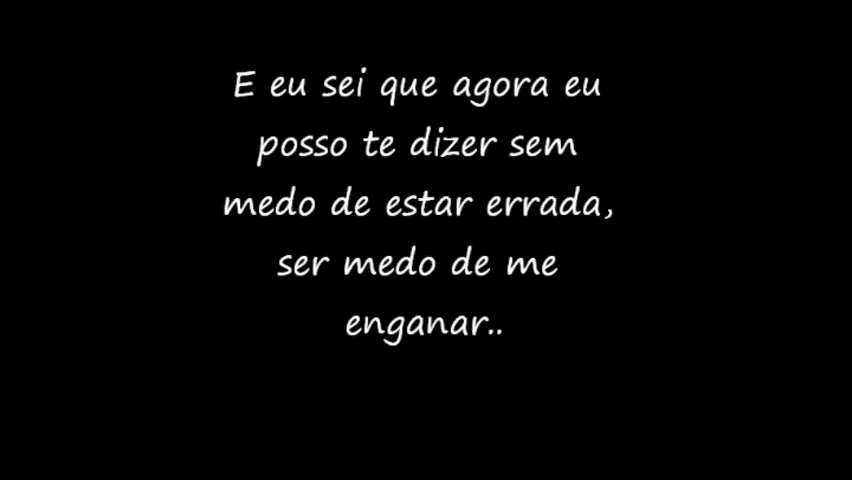 E eu sei que agora eu
posso te dizer sem
medo de estar errada,
ser medo de me
enganar..